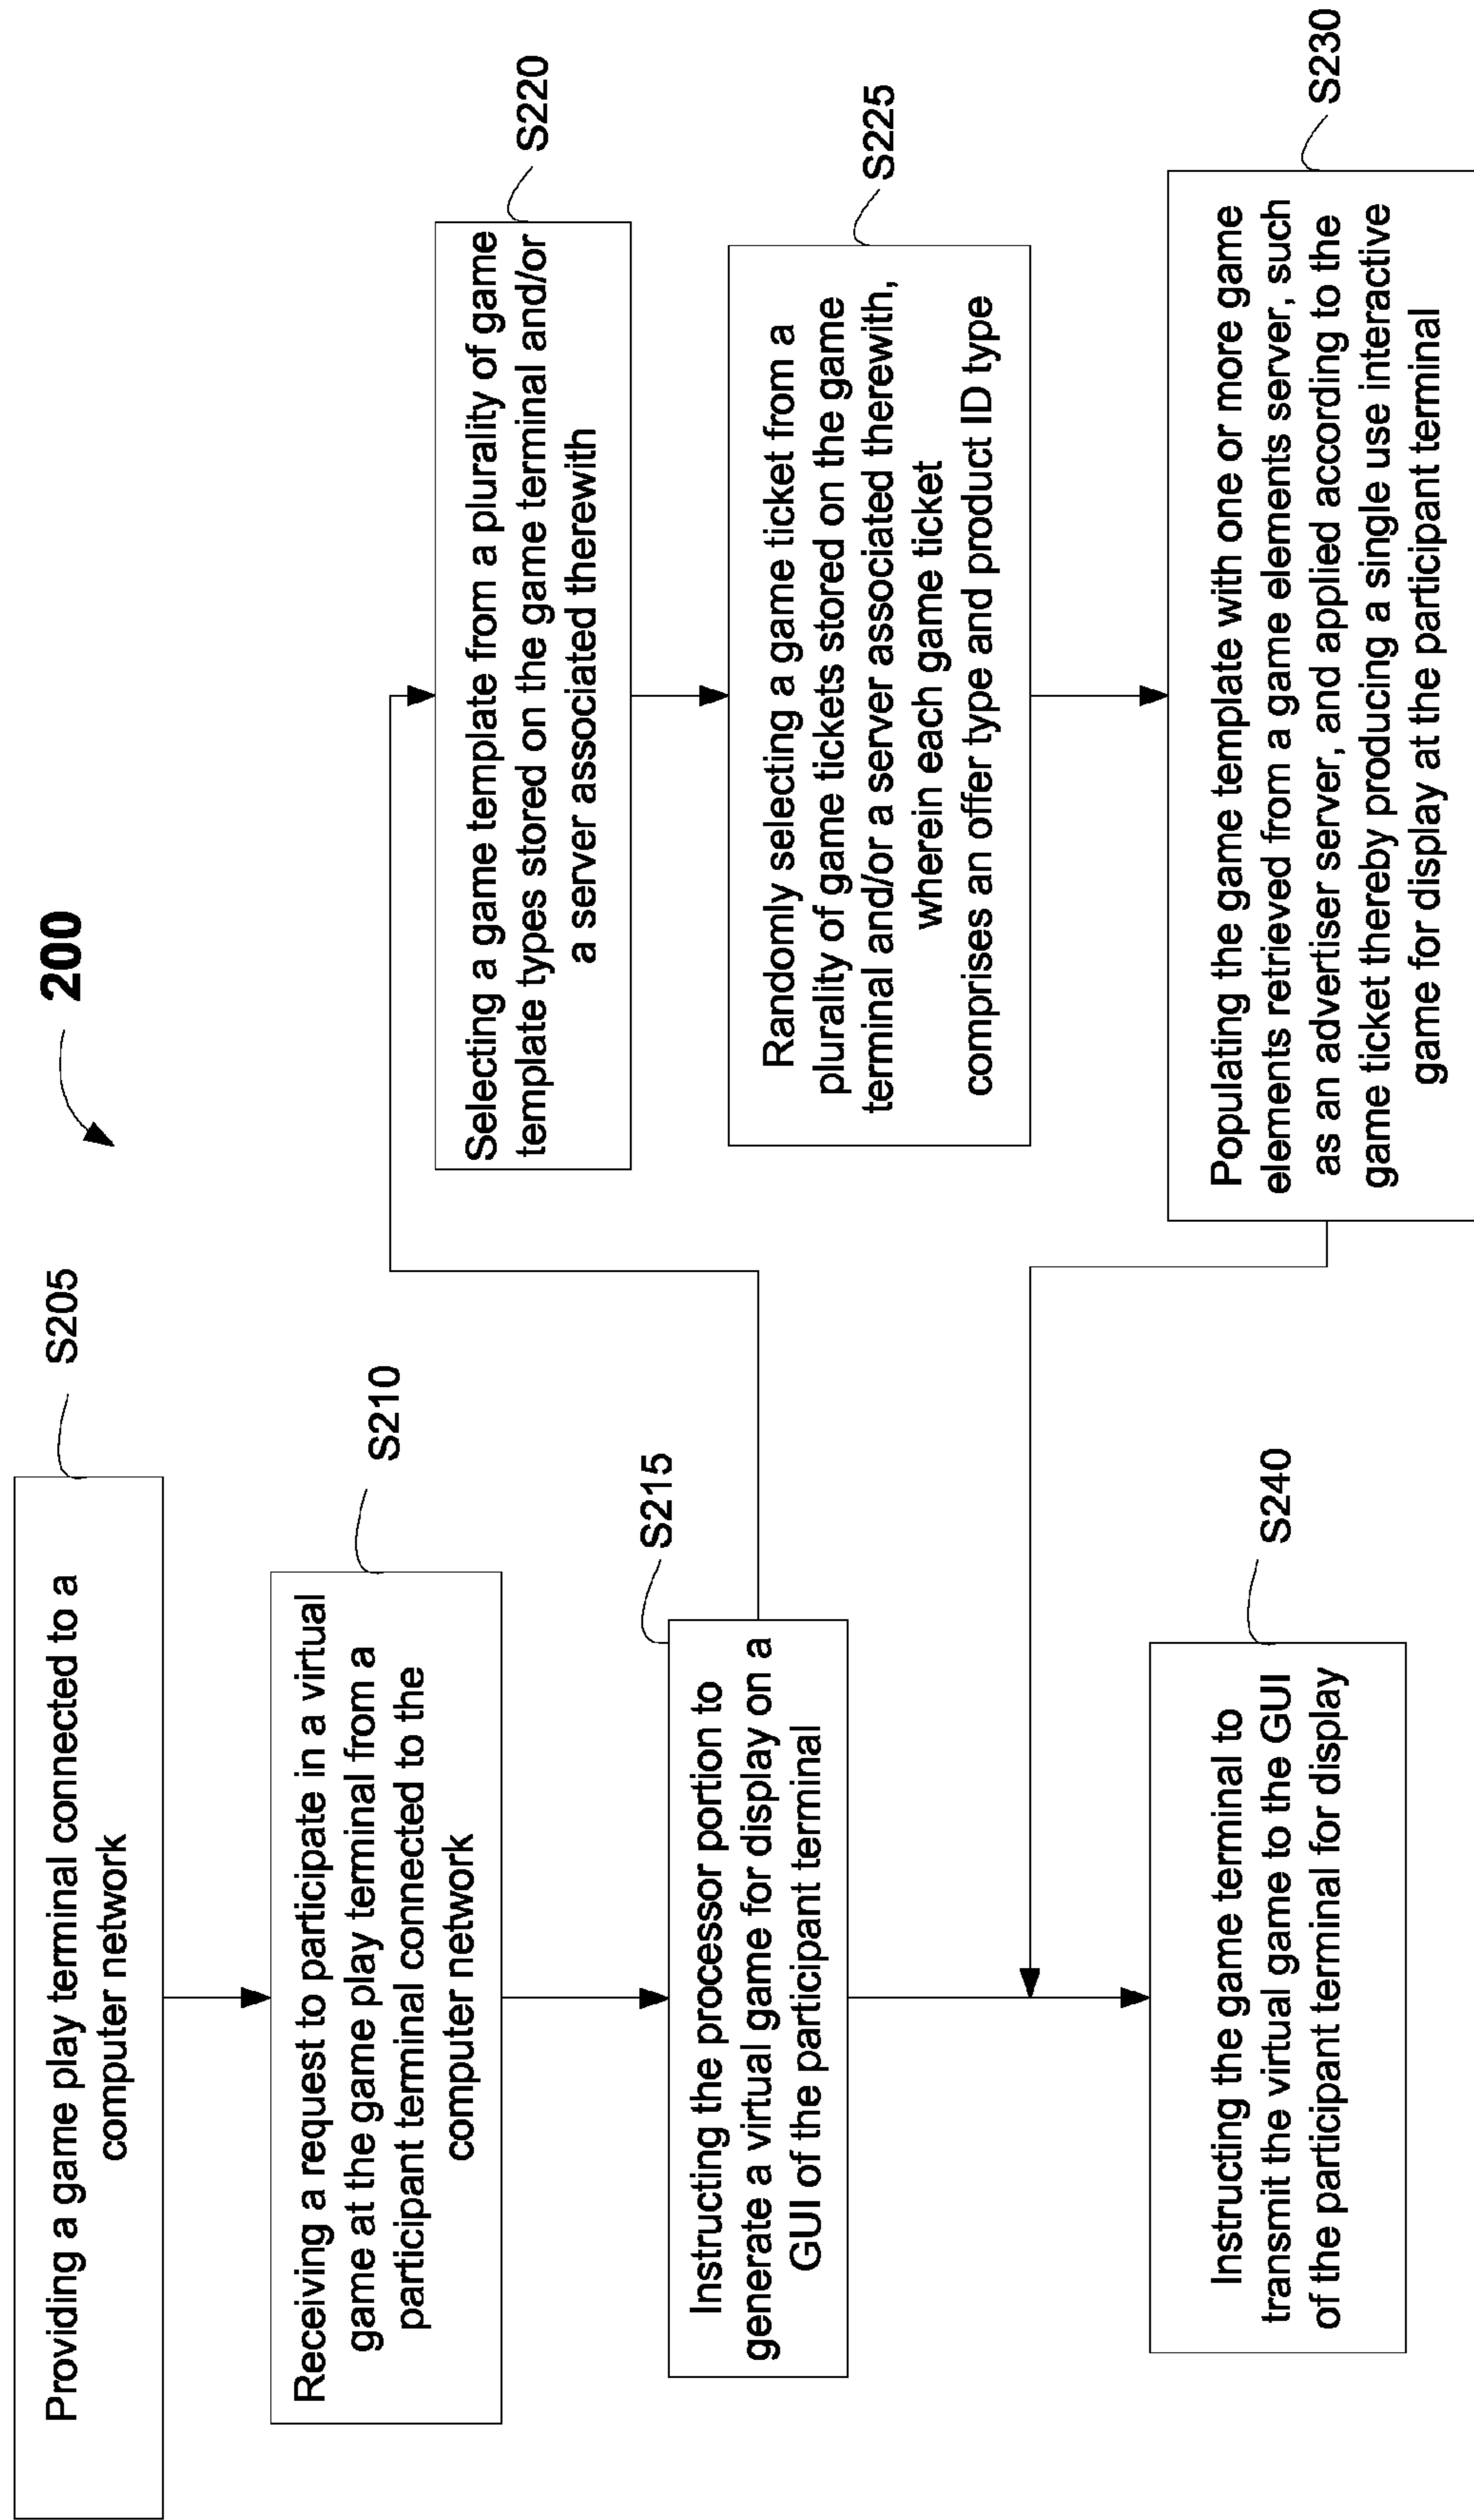 200
Providing a game play terminal connected to a
computer network
S205
Receiving a request to participate in a virtual
game at the game play terminal from a
participant terminal connected to the
computer network
S210
Instructing the processor portion to
generate a virtual game for display on a
GUI of the participant terminal
S215
Selecting a game template from a plurality of game
template types stored on the game terminal and/or
a server associated therewith
S220
Randomly selecting a game ticket from a
plurality of game tickets stored on the game
terminal and/or a server associated therewith,
wherein each game ticket
comprises an offer type and product ID type
S225
Populating the game template with one or more game
elements retrieved from a game elements server, such
as an advertiser server, and applied according to the
game ticket thereby producing a single use interactive
game for display at the participant terminal
S230
Instructing the game terminal to
transmit the virtual game to the GUI
of the participant terminal for display
S240